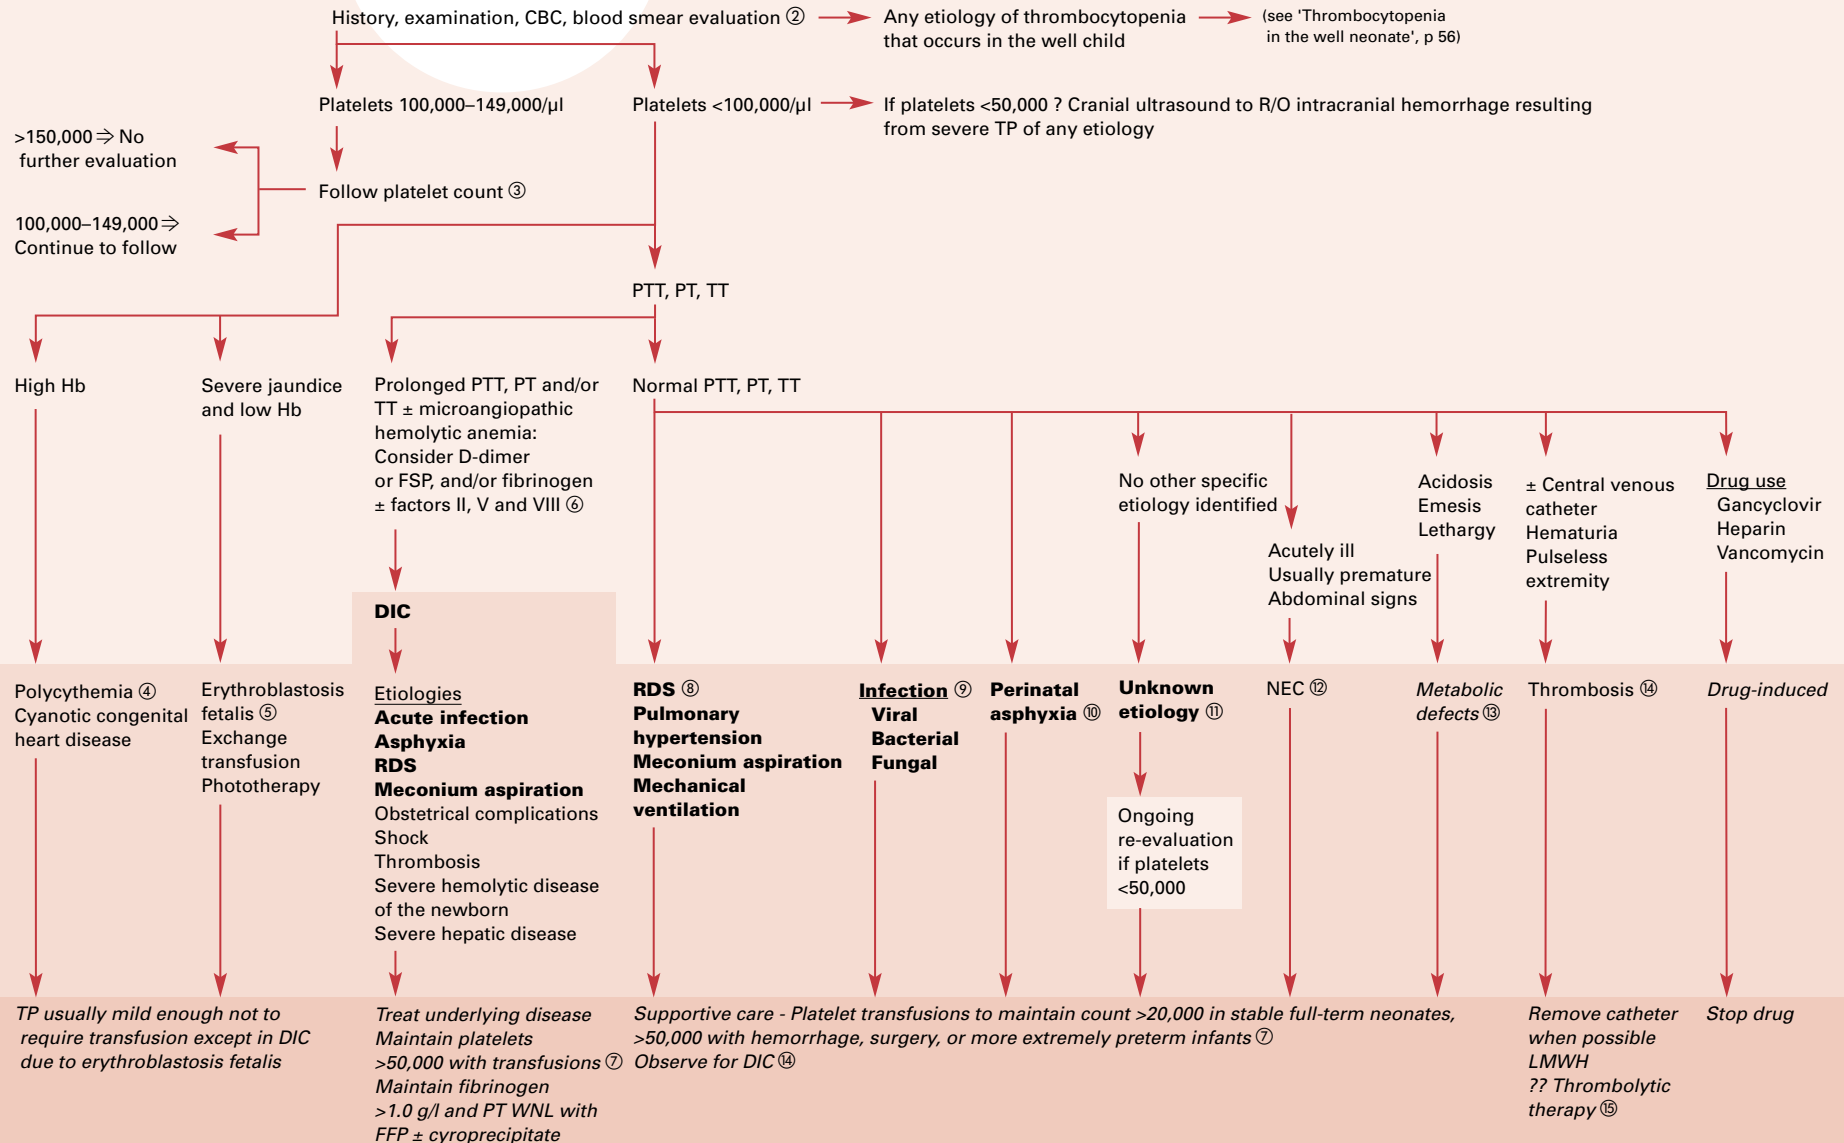 History, examination, CBC, blood smear evaluation ②
Any etiology of thrombocytopenia
that occurs in the well child
(see 'Thrombocytopenia
in the well neonate', p 56)
Platelets 100,000–149,000/µl
Platelets <100,000/µl
If platelets <50,000 ? Cranial ultrasound to R/O intracranial hemorrhage resulting
from severe TP of any etiology
>150,000 ⇒ No
further evaluation
Follow platelet count ③
100,000–149,000 ⇒
Continue to follow
PTT, PT, TT
High Hb
Severe jaundice
and low Hb
Prolonged PTT, PT and/or
TT ± microangiopathic
hemolytic anemia:
Consider D-dimer
or FSP, and/or fibrinogen
± factors II, V and VIII ⑥
Normal PTT, PT, TT
No other specific
etiology identified
Acutely ill
Usually premature
Abdominal signs
Acidosis
Emesis
Lethargy
± Central venous
catheter
Hematuria
Pulseless
extremity
Drug use
Gancyclovir
Heparin
Vancomycin
DIC
Polycythemia ④
Cyanotic congenital
heart disease
Erythroblastosis
fetalis ⑤
Exchange
transfusion
Phototherapy
Etiologies
Acute infection
Asphyxia
RDS
Meconium aspiration
Obstetrical complications
Shock
Thrombosis
Severe hemolytic disease
of the newborn
Severe hepatic disease
RDS ⑧
Pulmonary
hypertension
Meconium aspiration
Mechanical
ventilation
Infection ⑨
Viral
Bacterial
Fungal
Perinatal
asphyxia ⑩
Unknown
etiology ⑪
Ongoing
re-evaluation
if platelets
<50,000
NEC ⑫
Metabolic
defects ⑬
Thrombosis ⑭
Drug-induced
TP usually mild enough not to
require transfusion except in DIC
due to erythroblastosis fetalis
Treat underlying disease
Maintain platelets
>50,000 with transfusions ⑦
Maintain fibrinogen
>1.0 g/l and PT WNL with
FFP ± cyroprecipitate
Supportive care - Platelet transfusions to maintain count >20,000 in stable full-term neonates,
>50,000 with hemorrhage, surgery, or more extremely preterm infants ⑦
Observe for DIC ⑭
Remove catheter
when possible
LMWH
?? Thrombolytic
therapy ⑮
Stop drug